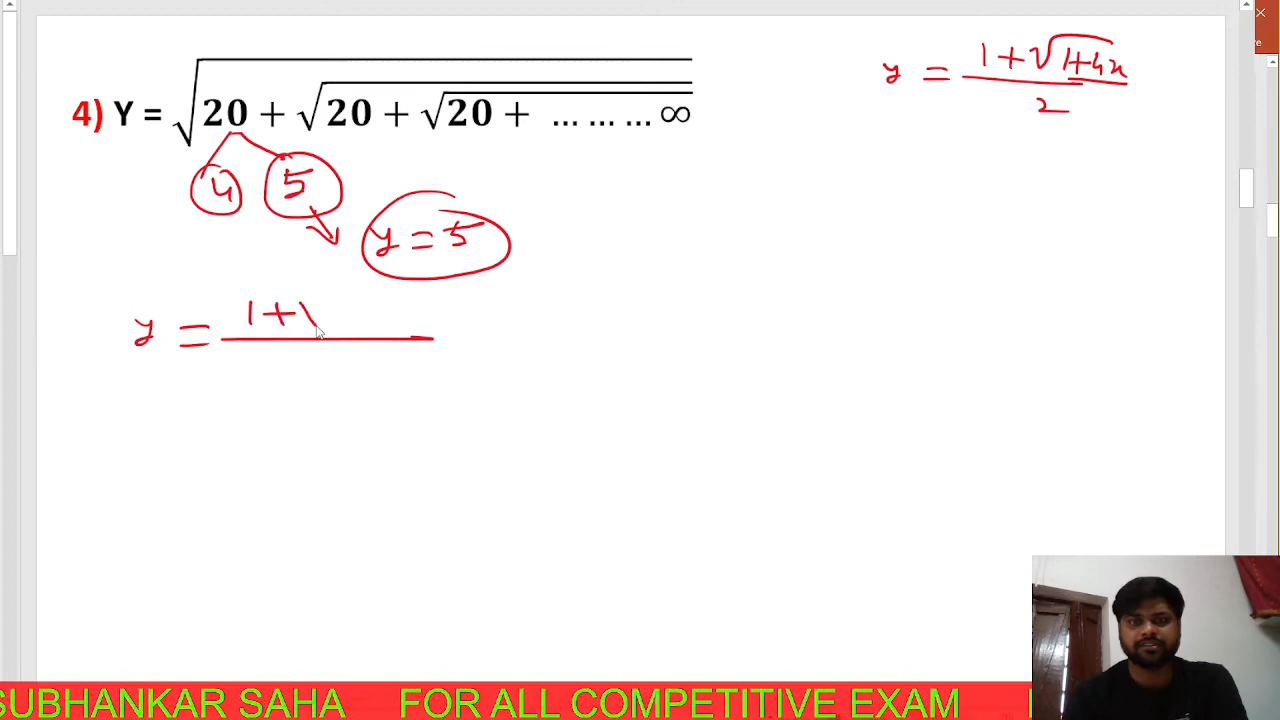 y = 1+√1+4x / 2
4) Y = √20 + √20 + √20 + ... ... ... ∞
4 5
y = 5
y = 1+
SUBHANKAR SAHA FOR ALL COMPETITIVE EXAM